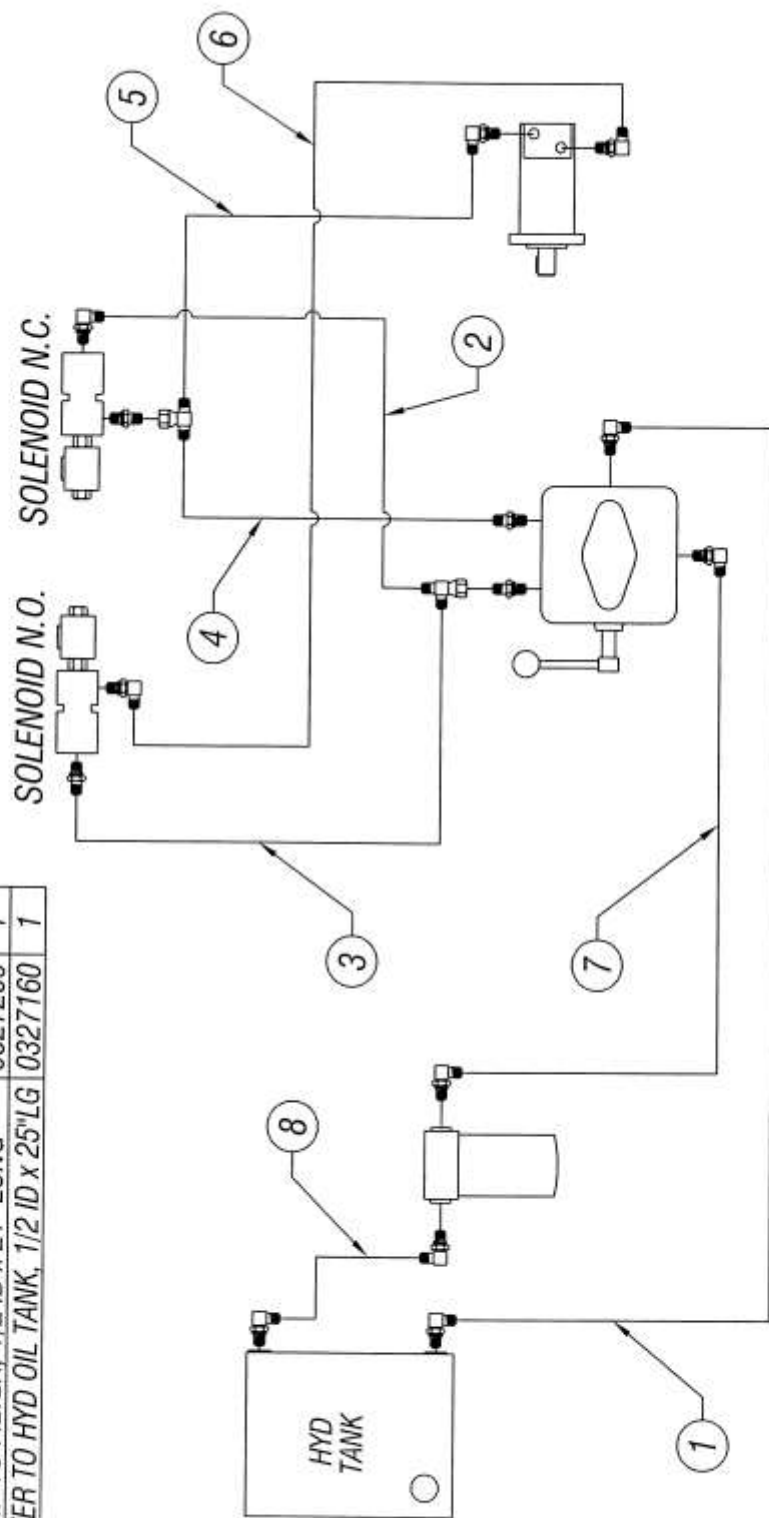 ER TO HYD OIL TANK, 1/2 ID x 25"LG 0327160 1
SOLENOID N.O.
SOLENOID N.C.
5
4
6
8
HYD
TANK
3
2
7
1